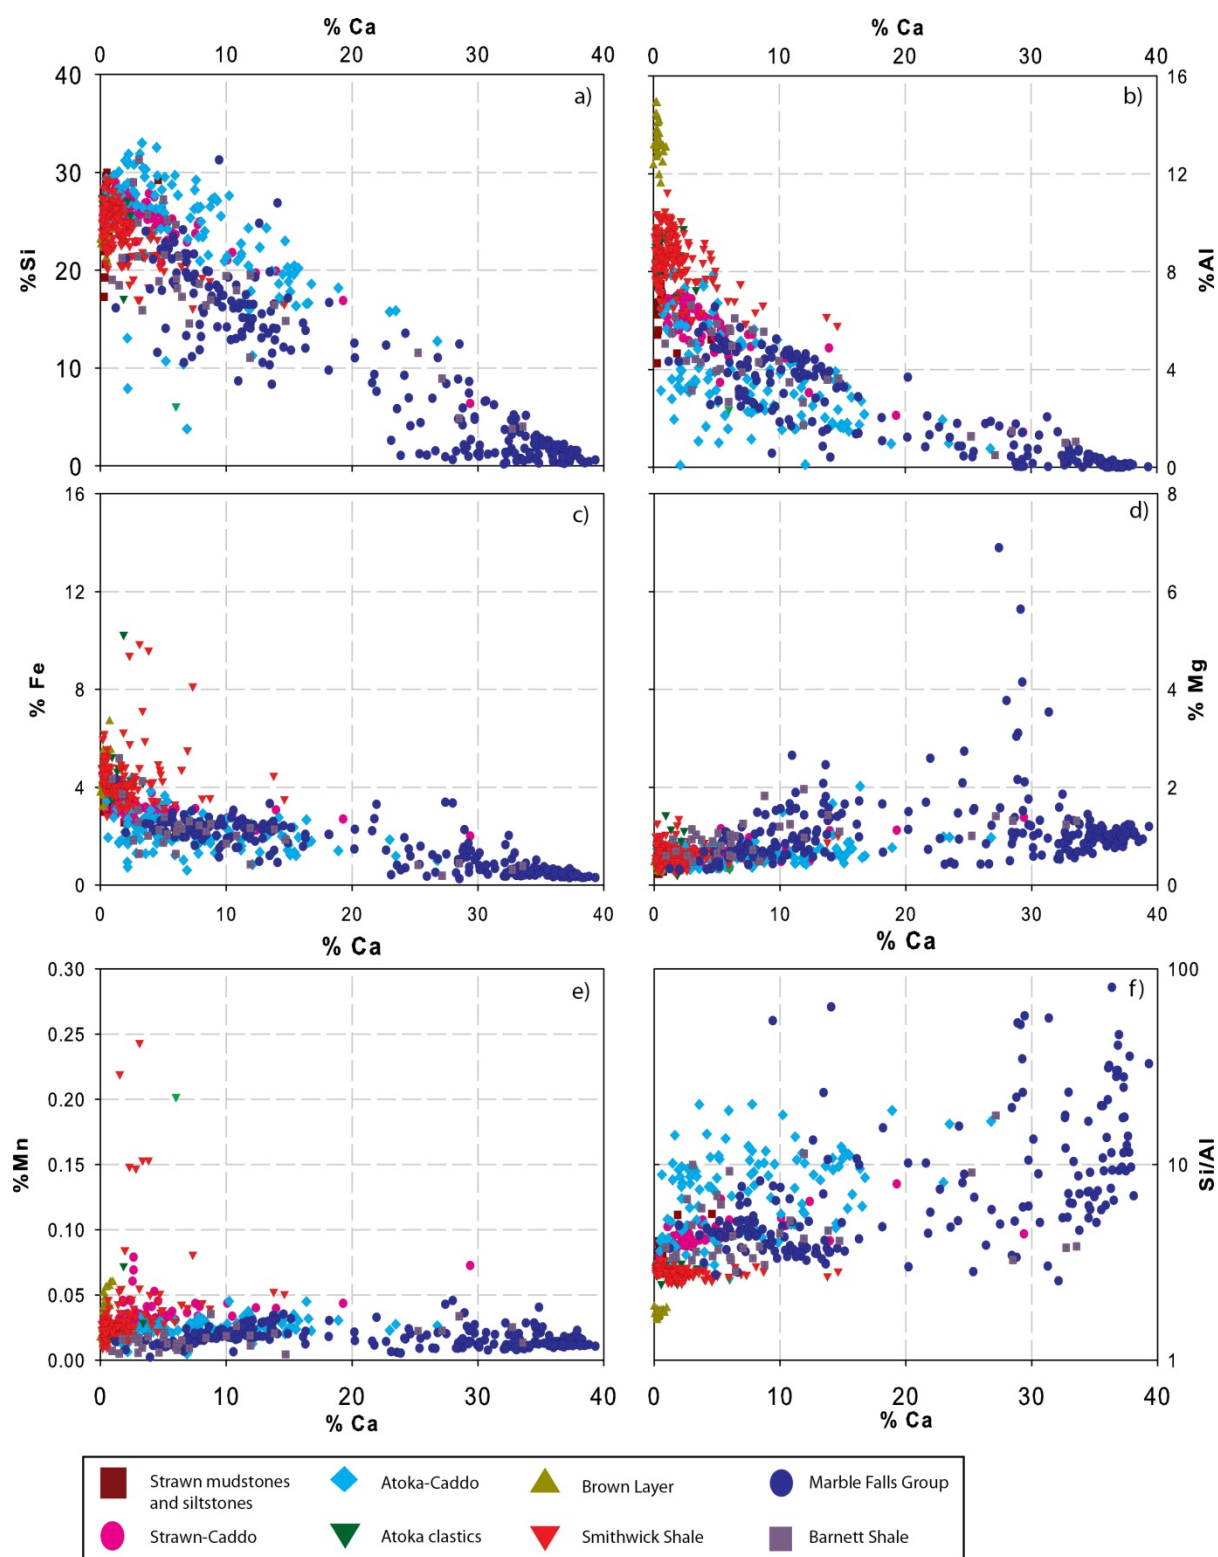 % Ca % Ca
0 10 20 30 40 0 10 20 30 40
40 16
a) b)
30 12
%Si %Al
20 8
10 4
0 0
16 8
c) d)
12 6
% Fe % Mg
8 4
4 2
0 0
0 10 20 30 40 0 10 20 30 40
% Ca % Ca
0.30 100
e) f)
0.25
0.20
%Mn Si/Al
0.15 10
0.10
0.05
0.00 1
0 10 20 30 40 0 10 20 30 40
% Ca % Ca
Strawn mudstones Atoka-Caddo Brown Layer Marble Falls Group
and siltstones
Strawn-Caddo Atoka clastics Smithwick Shale Barnett Shale